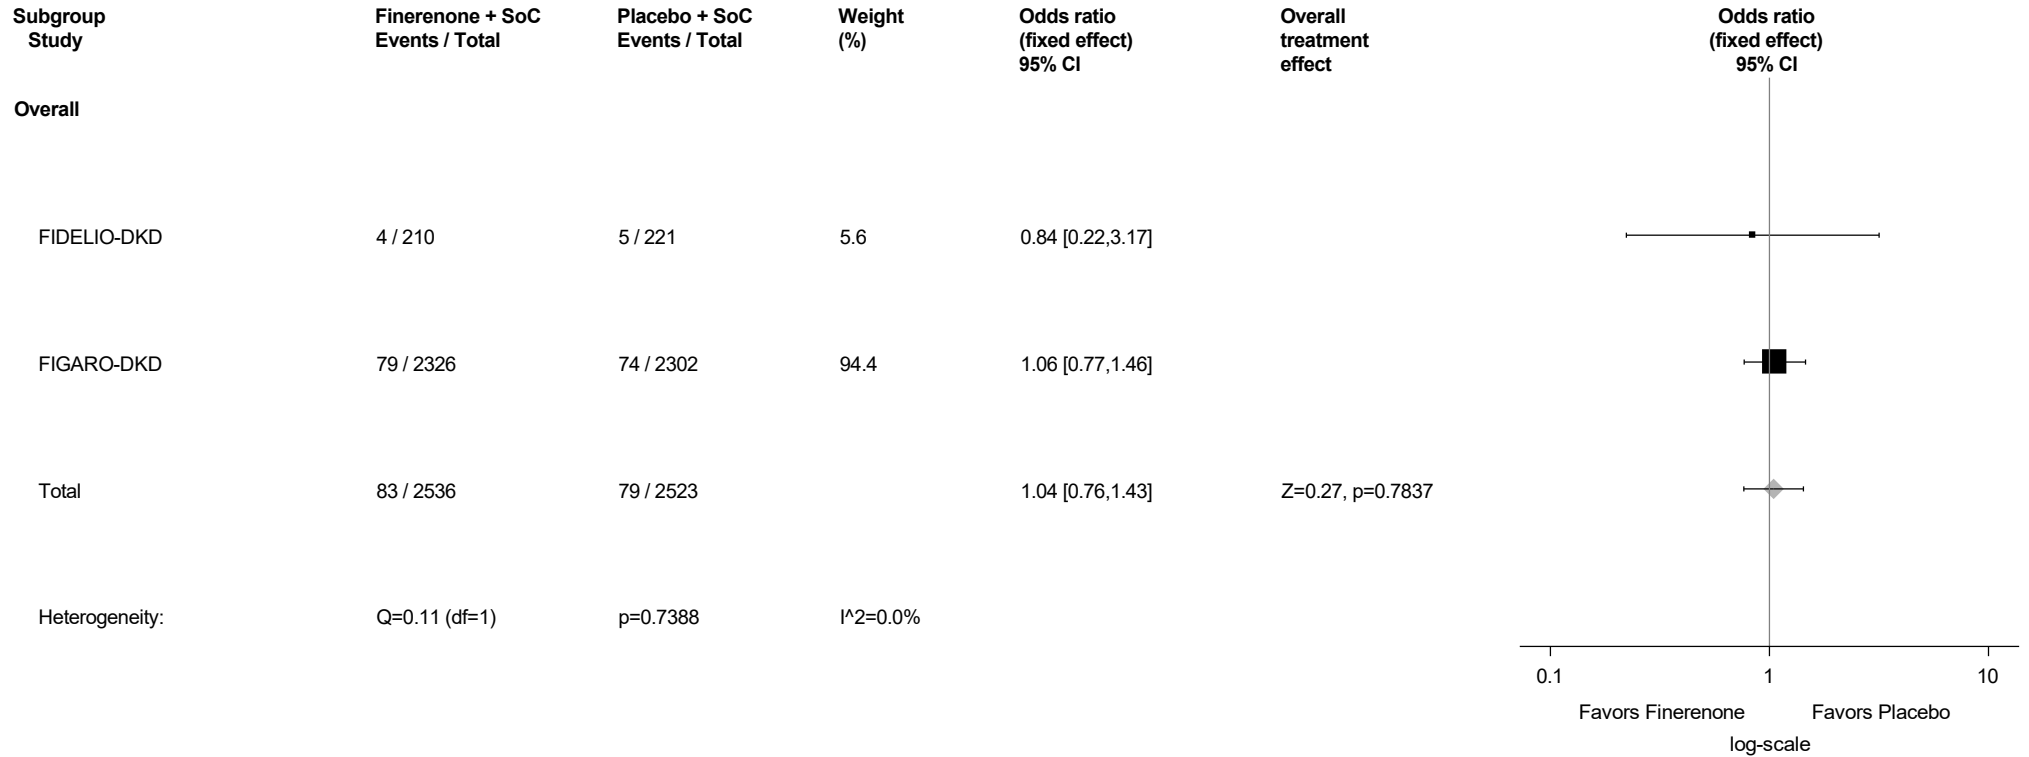 Subgroup Finerenone + SoC Placebo + SoC Weight Odds ratio Overall Odds ratio
Study Events / Total Events / Total (%) (fixed effect) treatment (fixed effect)
95% CI effect 95% CI
Overall
FIDELIO-DKD 4 / 210 5 / 221 5.6 0.84 [0.22,3.17]
FIGARO-DKD 79 / 2326 74 / 2302 94.4 1.06 [0.77,1.46]
Total 83 / 2536 79 / 2523 1.04 [0.76,1.43] Z=0.27, p=0.7837
Heterogeneity: Q=0.11 (df=1) p=0.7388 I^2=0.0%
0.1 1 10
Favors Finerenone Favors Placebo
log-scale